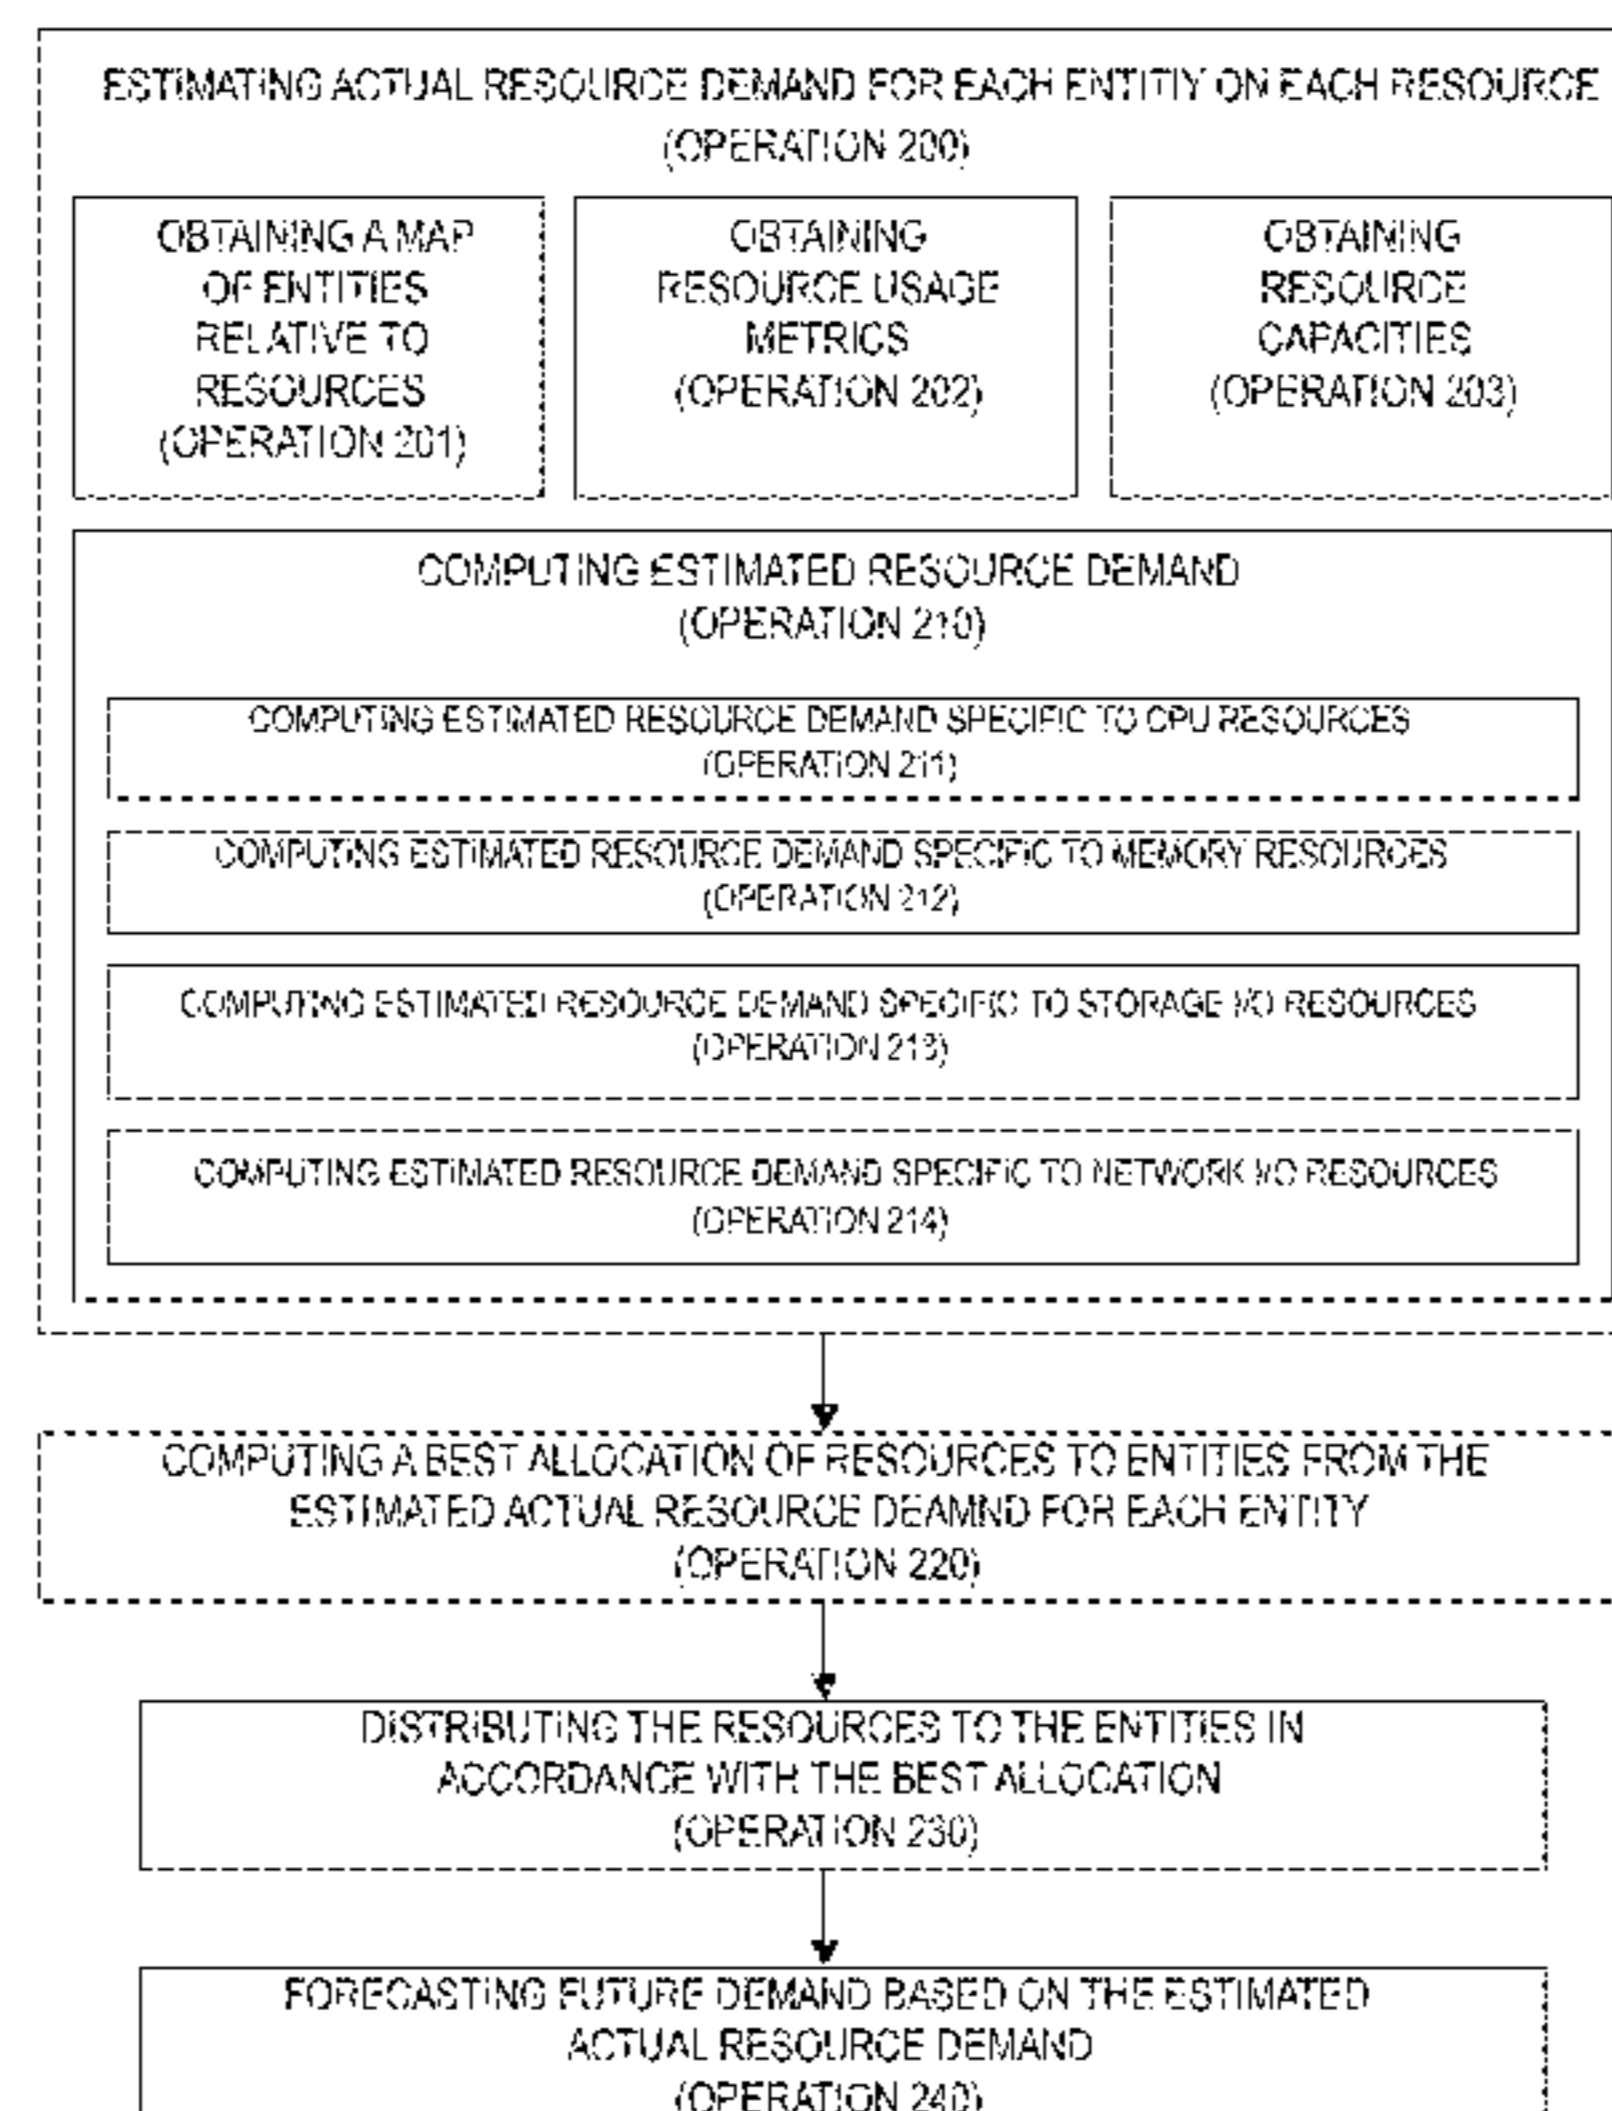 ESTIMATING ACTUAL RESOURCE DEMAND FOR EACH ENTITIY ON EACH RESOURCE
(OPERATION 200)
OBTAINING A MAP
OF ENTITIES
RELATIVE TO
RESOURCES
(OPERATION 201)
OBTAINING
RESOURCE USAGE
METRICS
(OPERATION 202)
OBTAINING
RESOURCE
CAPACITIES
(OPERATION 203)
COMPUTING ESTIMATED RESOURCE DEMAND
(OPERATION 210)
COMPUTING ESTIMATED RESOURCE DEMAND SPECIFIC TO CPU RESOURCES
(OPERATION 211)
COMPUTING ESTIMATED RESOURCE DEMAND SPECIFIC TO MEMORY RESOURCES
(OPERATION 212)
COMPUTING ESTIMATED RESOURCE DEMAND SPECIFIC TO STORAGE I/O RESOURCES
(OPERATION 213)
COMPUTING ESTIMATED RESOURCE DEMAND SPECIFIC TO NETWORK I/O RESOURCES
(OPERATION 214)
COMPUTING A BEST ALLOCATION OF RESOURCES TO ENTITIES FROM THE
ESTIMATED ACTUAL RESOURCE DEAMND FOR EACH ENTITY
(OPERATION 220)
DISTRIBUTING THE RESOURCES TO THE ENTITIES IN
ACCORDANCE WITH THE BEST ALLOCATION
(OPERATION 230)
FORECASTING FUTURE DEMAND BASED ON THE ESTIMATED
ACTUAL RESOURCE DEMAND
(OPERATION 240)